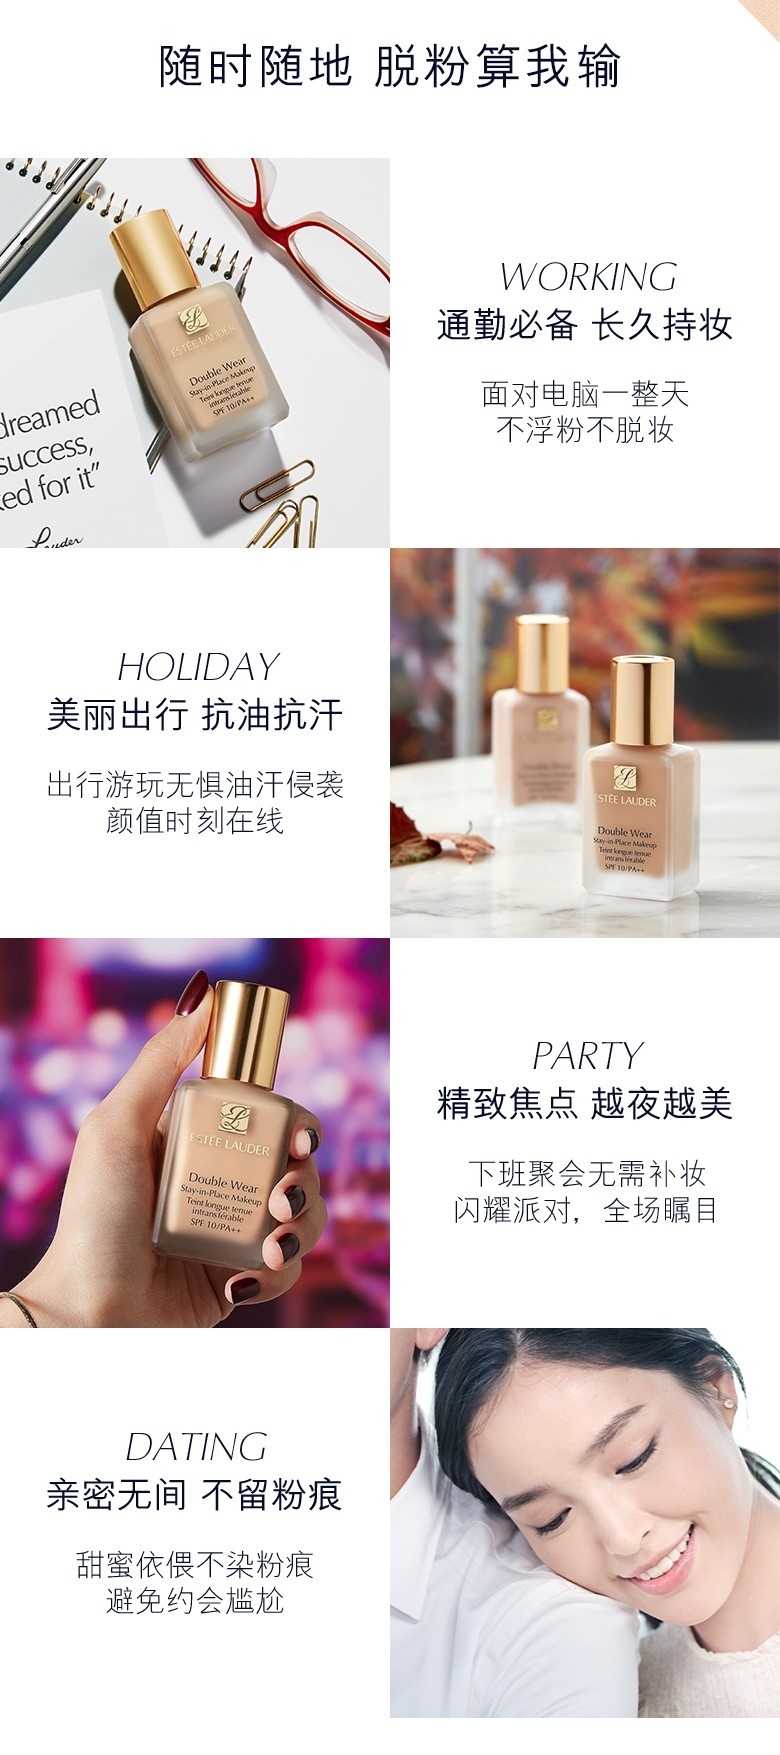 随时随地 脱粉算我输
dreamed
success,
ked for it”
Lauder
ESTĒE LAUDER
Double Wear
Stay-in-Place Makeup
Teint longue tenue
intransférable
SPF 10/PA++
WORKING
通勤必备 长久持妆
面对电脑一整天
不浮粉不脱妆
HOLIDAY
美丽出行 抗油抗汗
出行游玩无惧油汗侵袭
颜值时刻在线
Double Wear
ESTĒE LAUDER
Double Wear
Stay-in-Place Makeup
Teint longue tenue
intransférable
SPF 10/PA++
ESTĒE LAUDER
Double Wear
Stay-in-Place Makeup
Teint longue tenue
intransférable
SPF 10/PA++
PARTY
精致焦点 越夜越美
下班聚会无需补妆
闪耀派对，全场瞩目
DATING
亲密无间 不留粉痕
甜蜜依偎不染粉痕
避免约会尴尬